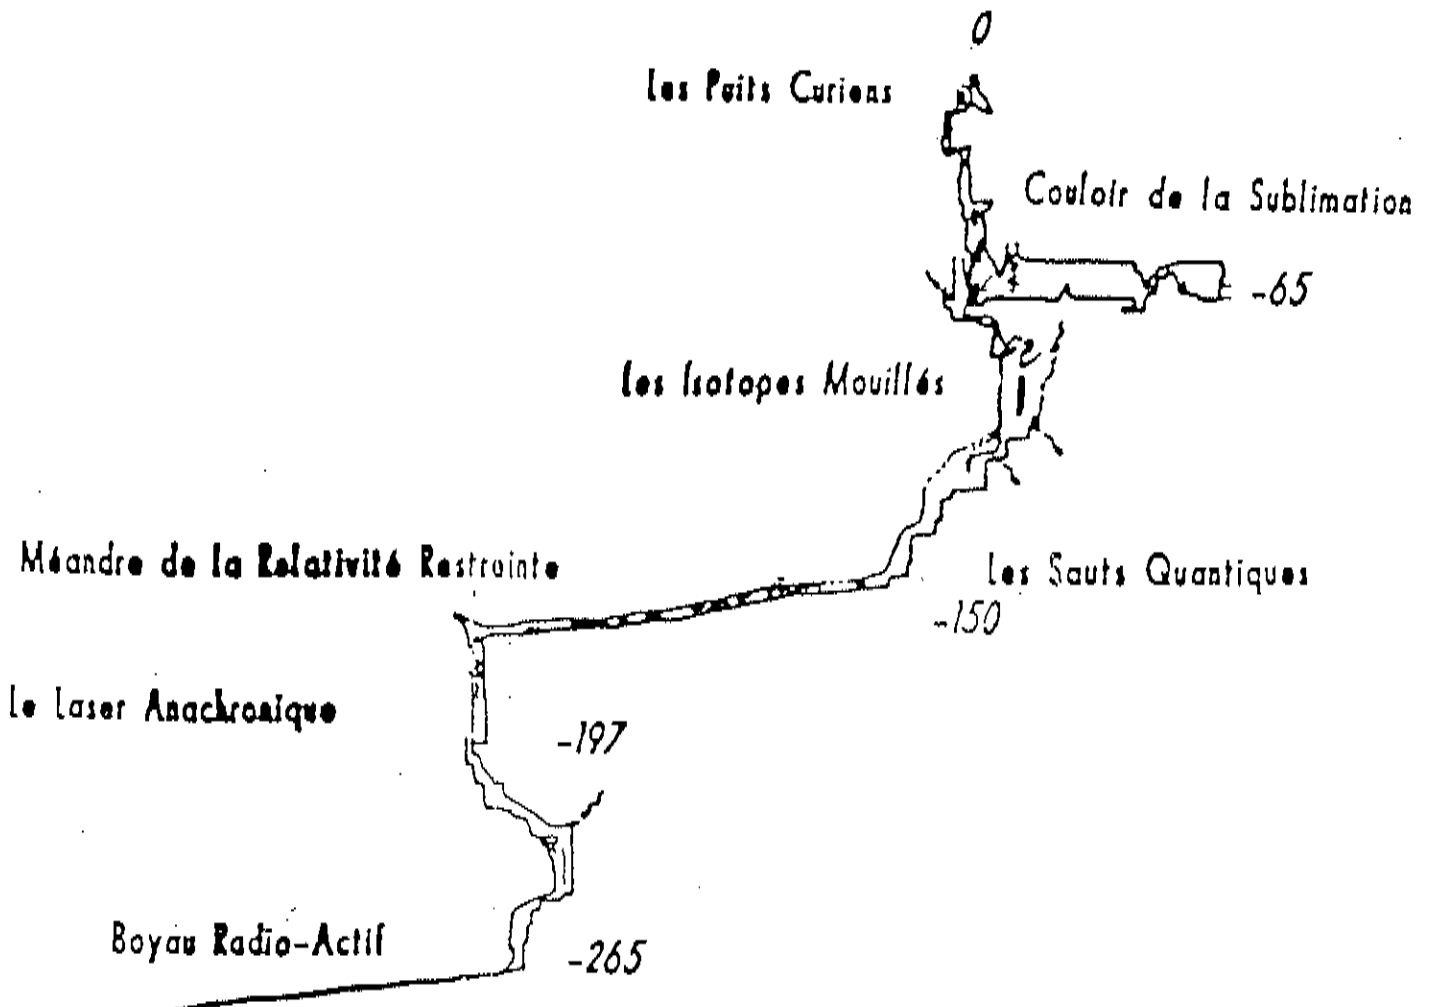 0
Les Puits Curiens
Couloir de la Sublimation
-65
Les Isotopes Mouillés
Méandre de la Relativité Restrointe
Les Sauts Quantiques
-150
Le Laser Anachronique
-197
Boyau Radio-Actif
-265